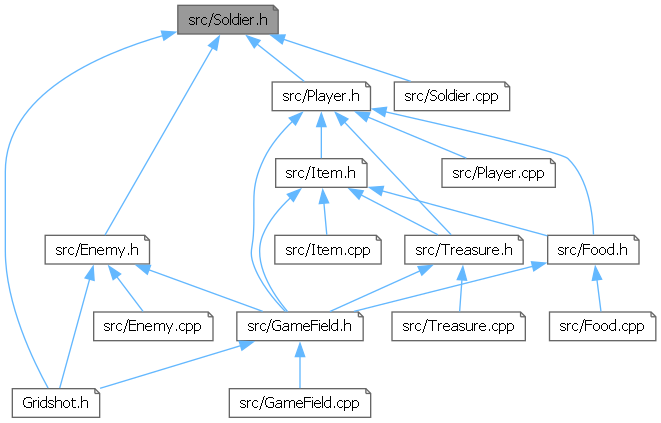 src/Soldier.h
src/Player.h
src/Soldier.cpp
src/Item.h
src/Player.cpp
src/Enemy.h
src/Item.cpp
src/Treasure.h
src/Food.h
src/Enemy.cpp
src/GameField.h
src/Treasure.cpp
src/Food.cpp
Gridshot.h
src/GameField.cpp